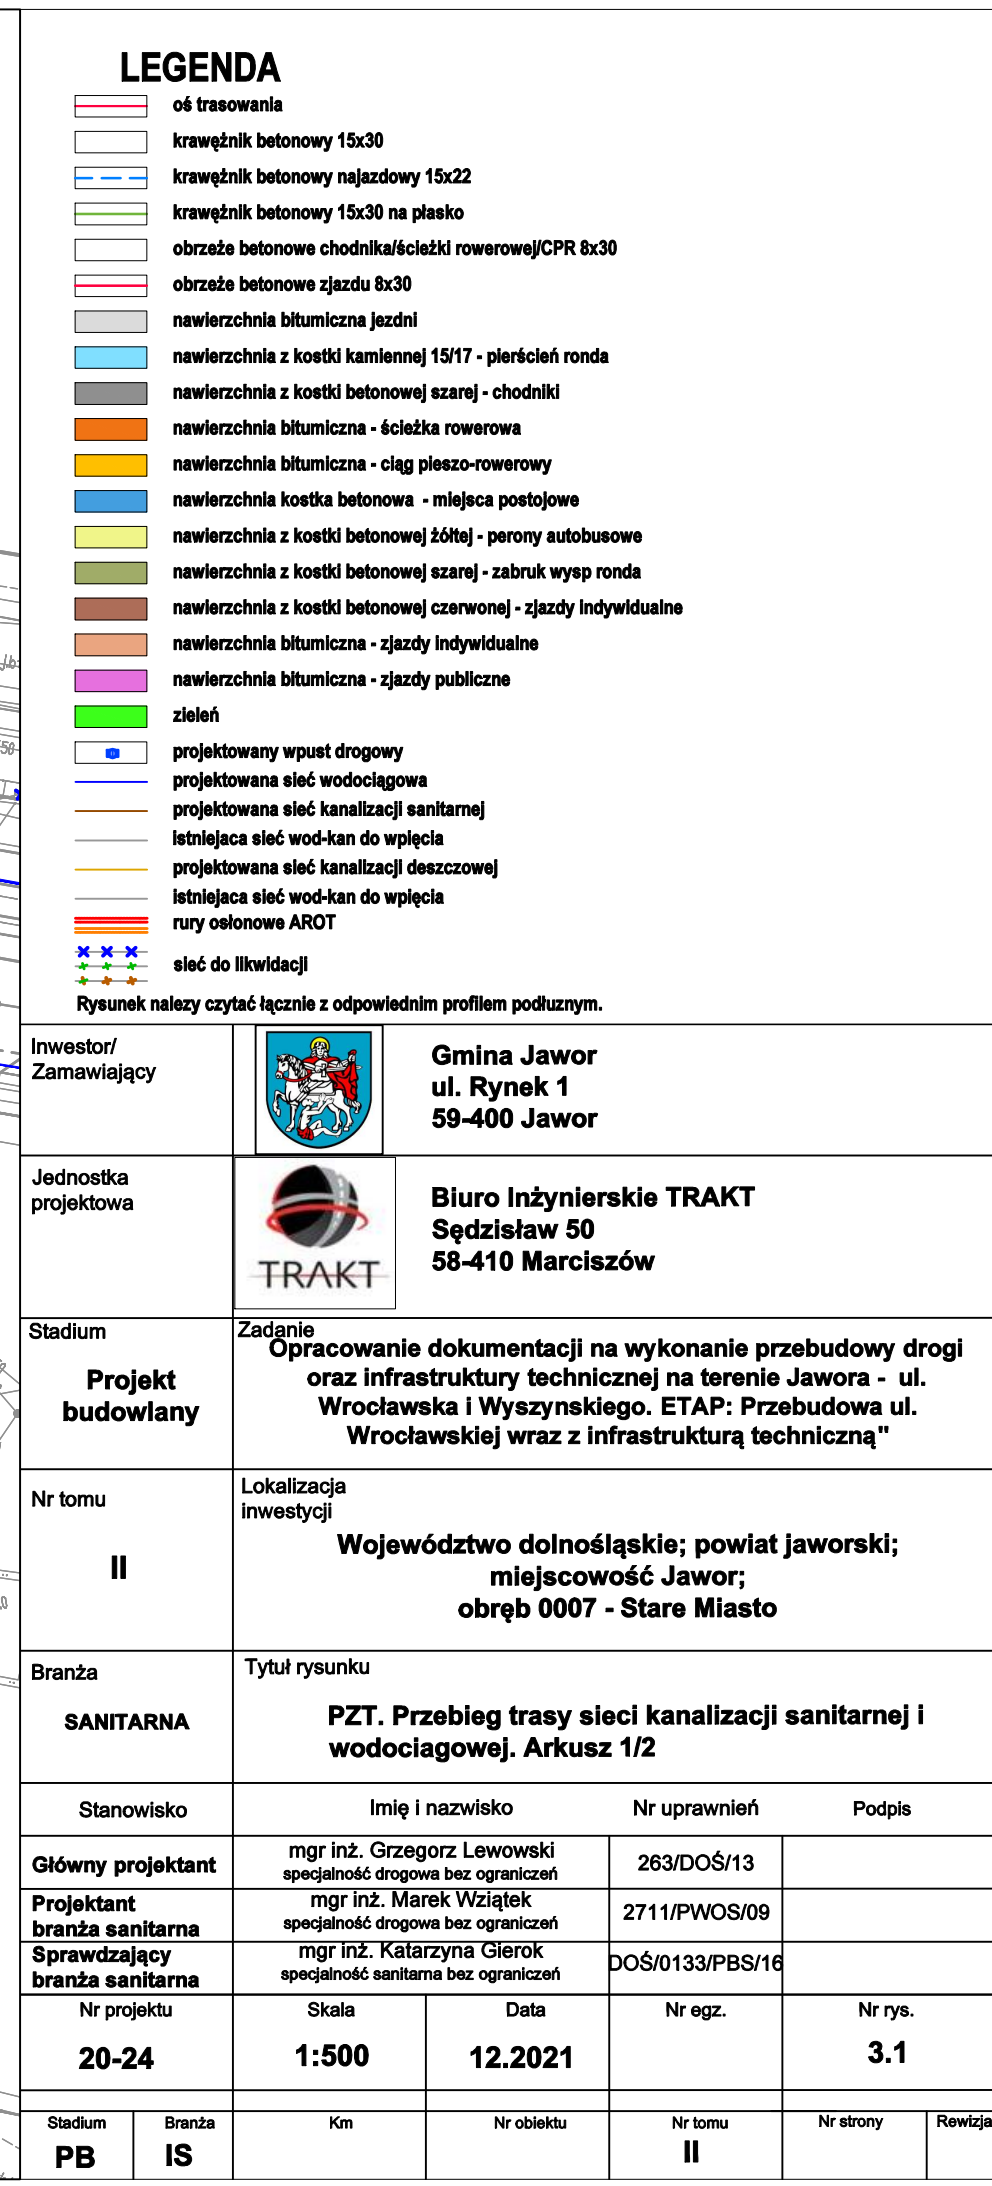 LEGENDA
oś trasowania
krawężnik betonowy 15x30
krawężnik betonowy najazdowy 15x22
krawężnik betonowy 15x30 na płasko
obrzeże betonowe chodnika/ścieżki rowerowej/CPR 8x30
obrzeże betonowe zjazdu 8x30
nawierzchnia bitumiczna jezdni
nawierzchnia z kostki kamiennej 15/17 - pierścień ronda
nawierzchnia z kostki betonowej szarej - chodniki
nawierzchnia bitumiczna - ścieżka rowerowa
nawierzchnia bitumiczna - ciąg pieszo-rowerowy
nawierzchnia kostka betonowa - miejsca postojowe
nawierzchnia z kostki betonowej żółtej - perony autobusowe
nawierzchnia z kostki betonowej szarej - zabruk wysp ronda
nawierzchnia z kostki betonowej czerwonej - zjazdy indywidualne
nawierzchnia bitumiczna - zjazdy indywidualne
nawierzchnia bitumiczna - zjazdy publiczne
zieleń
projektowany wpust drogowy
projektowana sieć wodociągowa
projektowana sieć kanalizacji sanitarnej
istniejaca sieć wod-kan do wpięcia
projektowana sieć kanalizacji deszczowej
istniejaca sieć wod-kan do wpięcia
rury osłonowe AROT
sieć do likwidacji
Rysunek nalezy czytać łącznie z odpowiednim profilem podłuznym.
Inwestor/
Zamawiający
Gmina Jawor
ul. Rynek 1
59-400 Jawor
Jednostka
projektowa
TRAKT
Biuro Inżynierskie TRAKT
Sędzisław 50
58-410 Marciszów
Stadium
Projekt
budowlany
Zadanie
Opracowanie dokumentacji na wykonanie przebudowy drogi
oraz infrastruktury technicznej na terenie Jawora - ul.
Wrocławska i Wyszynskiego. ETAP: Przebudowa ul.
Wrocławskiej wraz z infrastrukturą techniczną"
Nr tomu
II
Lokalizacja
inwestycji
Województwo dolnośląskie; powiat jaworski;
miejscowość Jawor;
obręb 0007 - Stare Miasto
Branża
SANITARNA
Tytuł rysunku
PZT. Przebieg trasy sieci kanalizacji sanitarnej i
wodociagowej. Arkusz 1/2
Stanowisko Imię i nazwisko Nr uprawnień Podpis
Główny projektant
mgr inż. Grzegorz Lewowski
specjalność drogowa bez ograniczeń
263/DOŚ/13
Projektant
branża sanitarna
mgr inż. Marek Wziątek
specjalność drogowa bez ograniczeń
2711/PWOS/09
Sprawdzający
branża sanitarna
mgr inż. Katarzyna Gierok
specjalność sanitarna bez ograniczeń
DOŚ/0133/PBS/16
Nr projektu Skala Data Nr egz. Nr rys.
20-24 1:500 12.2021 3.1
Stadium Branża Km Nr obiektu Nr tomu Nr strony Rewizja
PB IS II